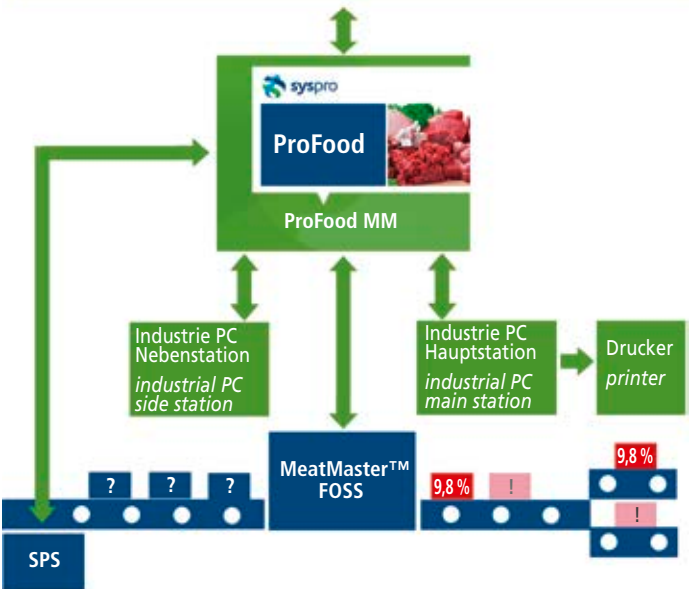 syspro
ProFood
ProFood MM
Industrie PC
Nebenstation
industrial PC
side station
Industrie PC
Hauptstation
industrial PC
main station
Drucker
printer
MeatMaster™
FOSS
? ? ?
9,8 % !
9,8 %
!
SPS